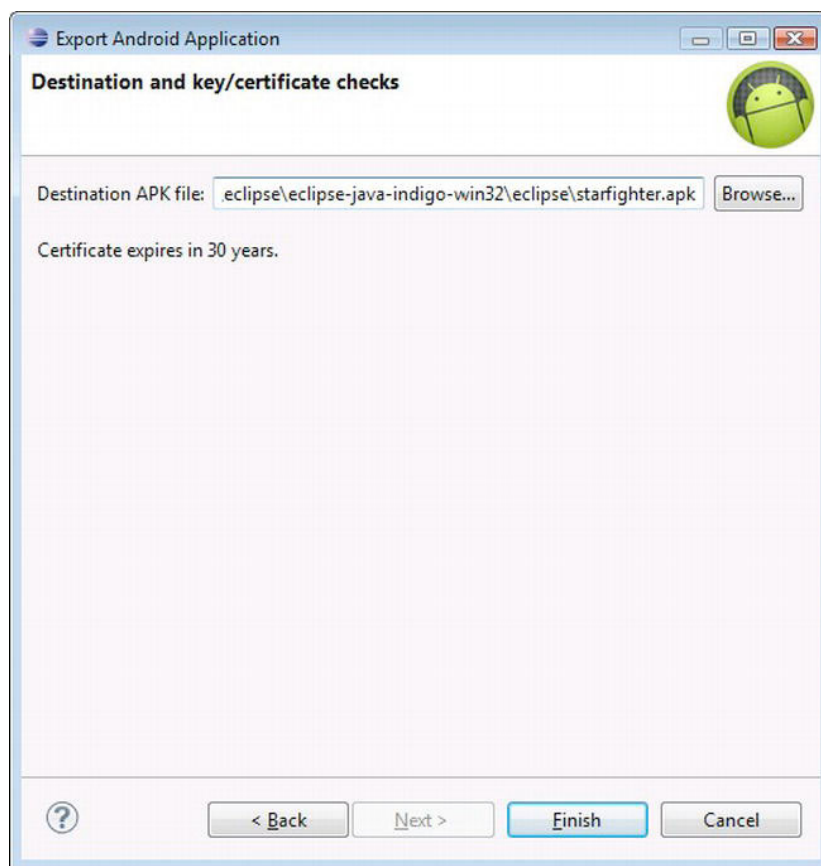 Export Android Application
Destination and key/certificate checks
Destination APK file: eclipse\eclipse-java-indigo-win32\eclipse\starfighter.apk Browse...
Certificate expires in 30 years.
? < Back Next > Finish Cancel